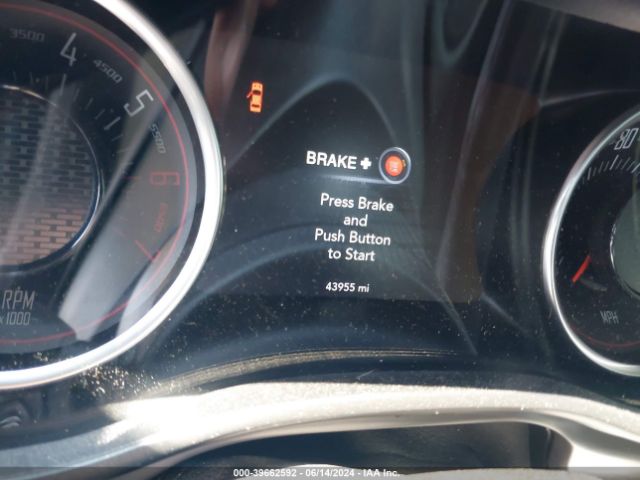 3500
4
4500
5
5500
6
RPM
x1000
BRAKE +
Press Brake
and
Push Button
to Start
43955 mi
80
MPH
000-39662592 - 06/14/2024 - IAA Inc.